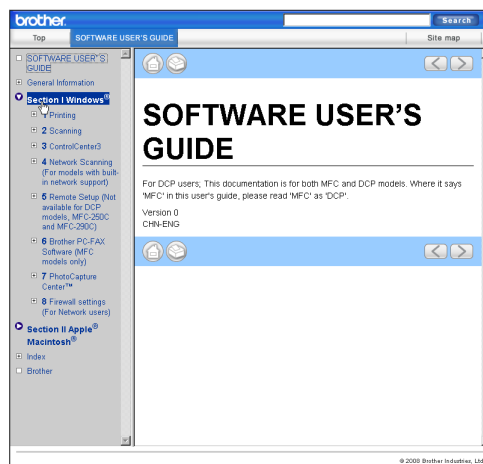 brother.
Search
Top
SOFTWARE USER'S GUIDE
Site map
SOFTWARE USER'S
GUIDE
General Information
Section I Windows®
1 Printing
2 Scanning
3 ControlCenter3
4 Network Scanning
(For models with built-
in network support)
5 Remote Setup (Not
available for DCP
models, MFC-250C
and MFC-290C)
6 Brother PC-FAX
Software (MFC
models only)
7 PhotoCapture
Center™
8 Firewall settings
(For Network users)
Section II Apple®
Macintosh®
Index
Brother
SOFTWARE USER'S
GUIDE
For DCP users; This documentation is for both MFC and DCP models. Where it says
'MFC' in this user's guide, please read 'MFC' as 'DCP'.
Version 0
CHN-ENG
© 2008 Brother Industries, Ltd